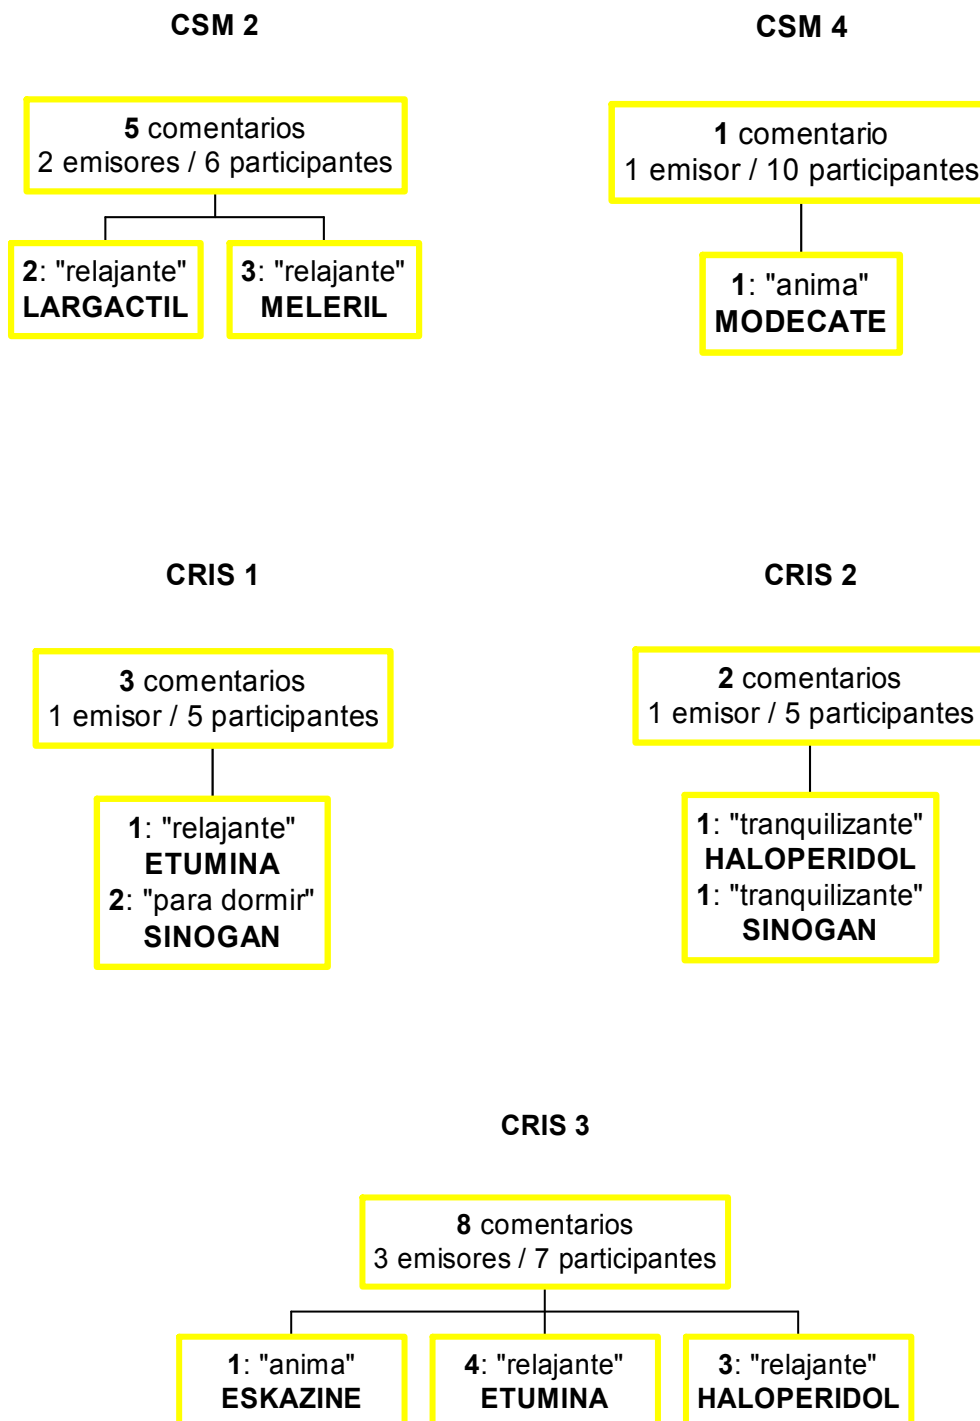 CSM 2
5 comentarios
2 emisores / 6 participantes
2: "relajante"
LARGACTIL
3: "relajante"
MELERIL
CSM 4
1 comentario
1 emisor / 10 participantes
1: "anima"
MODECATE
CRIS 1
3 comentarios
1 emisor / 5 participantes
1: "relajante"
ETUMINA
2: "para dormir"
SINOGAN
CRIS 2
2 comentarios
1 emisor / 5 participantes
1: "tranquilizante"
HALOPERIDOL
1: "tranquilizante"
SINOGAN
CRIS 3
8 comentarios
3 emisores / 7 participantes
1: "anima"
ESKAZINE
4: "relajante"
ETUMINA
3: "relajante"
HALOPERIDOL